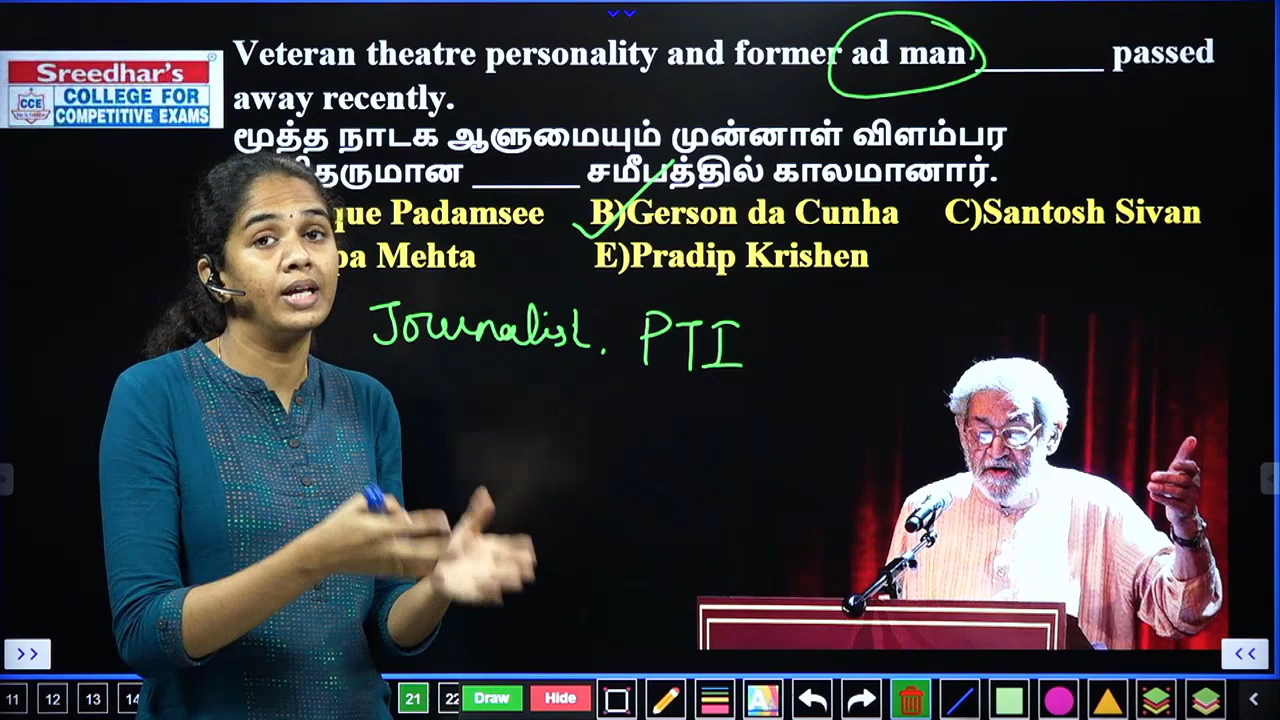 Sreedhar's
CCE
COLLEGE FOR
COMPETITIVE EXAMS
Veteran theatre personality and former ad man ________ passed
away recently.
மூத்த நாடக ஆளுமையும் முன்னாள் விளம்பர
தருமான ______ சமீபத்தில் காலமானார்.
que Padamsee B)Gerson da Cunha C)Santosh Sivan
pa Mehta E)Pradip Krishen
Journalist. PTI
>> <<
11 12 13 14 21 22 Draw Hide